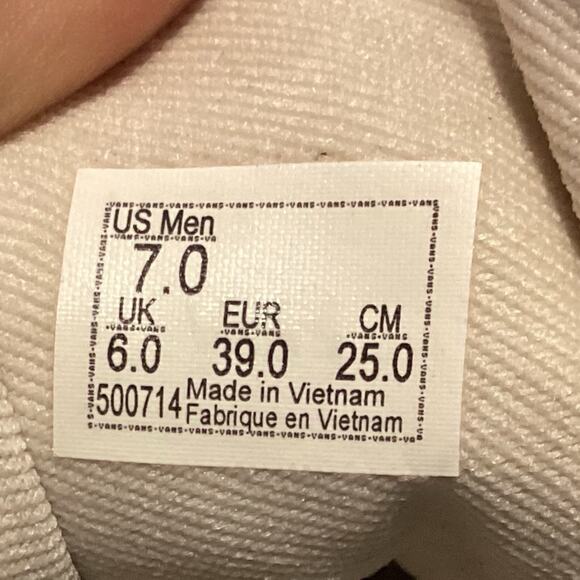 US Men
7.0
UK EUR CM
6.0 39.0 25.0
500714 Made in Vietnam
Fabrique en Vietnam